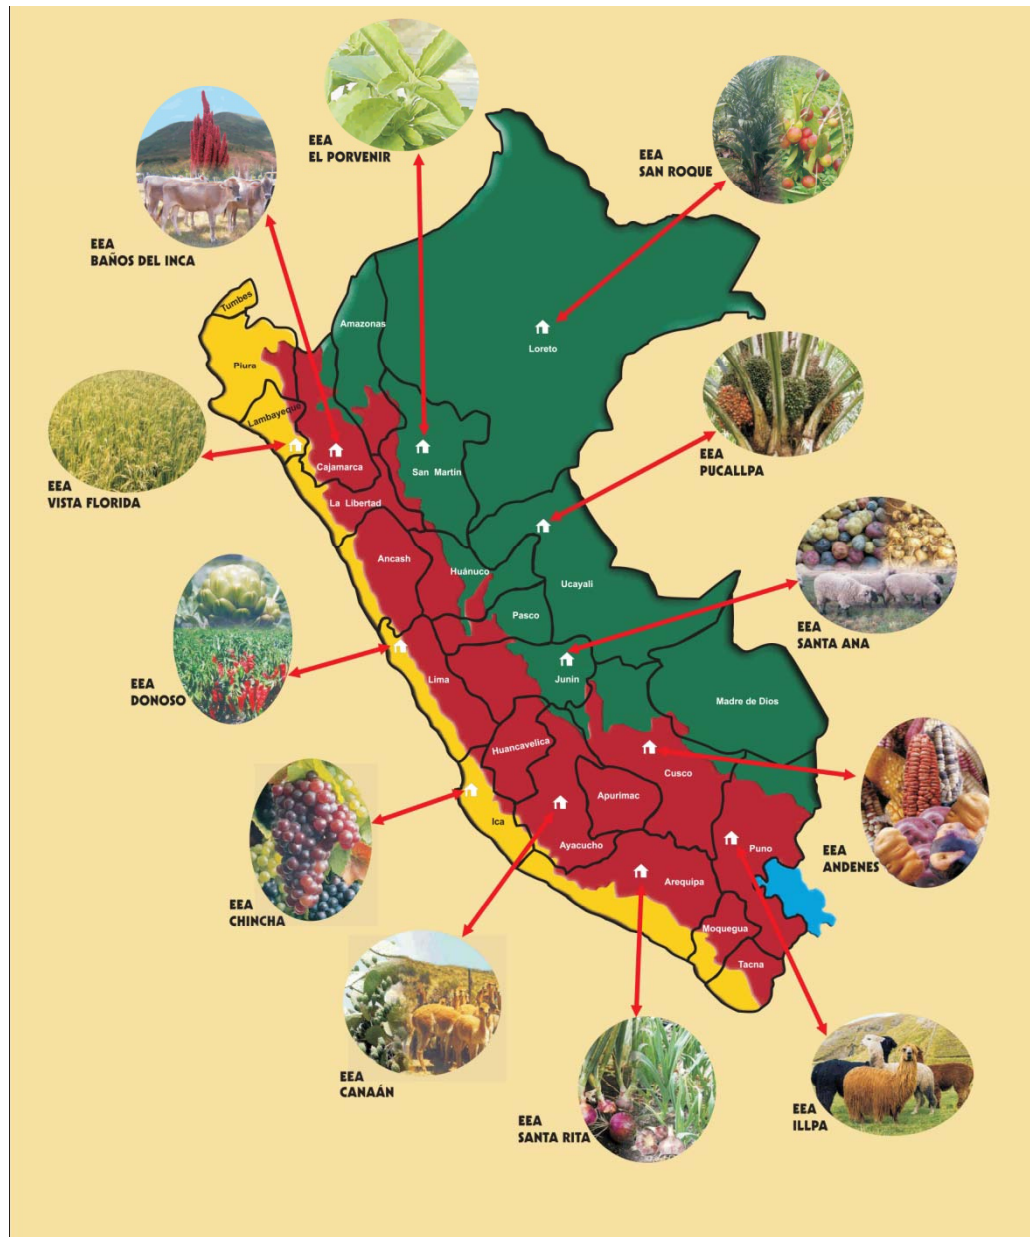 EEA
EL PORVENIR
EEA
SAN ROQUE
EEA
BAÑOS DEL INCA
Tumbes
Amazonas
Loreto
Piura
Lambayeque
EEA
PUCALLPA
Cajamarca
San Martín
EEA
VISTA FLORIDA
La Libertad
Ancash
Huánuco
Ucayali
Pasco
EEA
SANTA ANA
EEA
DONOSO
Lima
Junín
Madre de Dios
Huancavelica
Cusco
Apurimac
Ica
Ayacucho
Puno
EEA
ANDENES
Arequipa
EEA
CHINCHA
Moquegua
Tacna
EEA
CANAÁN
EEA
SANTA RITA
EEA
ILLPA